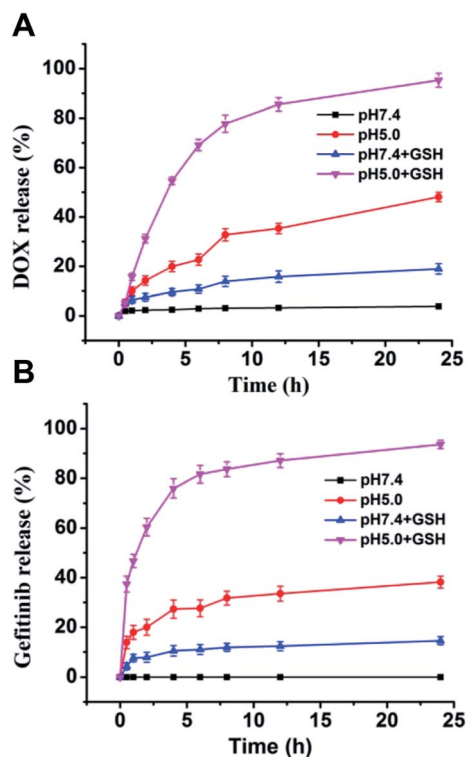 A
DOX release (%)
100
80
60
40
20
0
pH7.4
pH5.0
pH7.4+GSH
pH5.0+GSH
0 5 10 15 20 25
Time (h)
B
Gefitinib release (%)
100
80
60
40
20
0
pH7.4
pH5.0
pH7.4+GSH
pH5.0+GSH
0 5 10 15 20 25
Time (h)